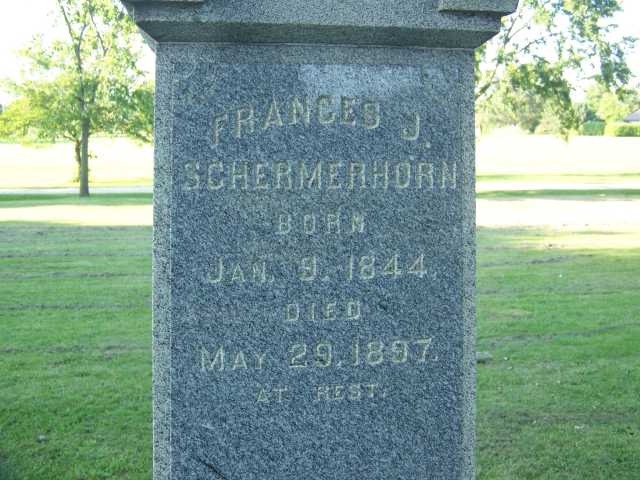 FRANCES J.
SCHERMERHORN
BORN
JAN. 9. 1844.
DIED
MAY 29, 1897.
AT REST.